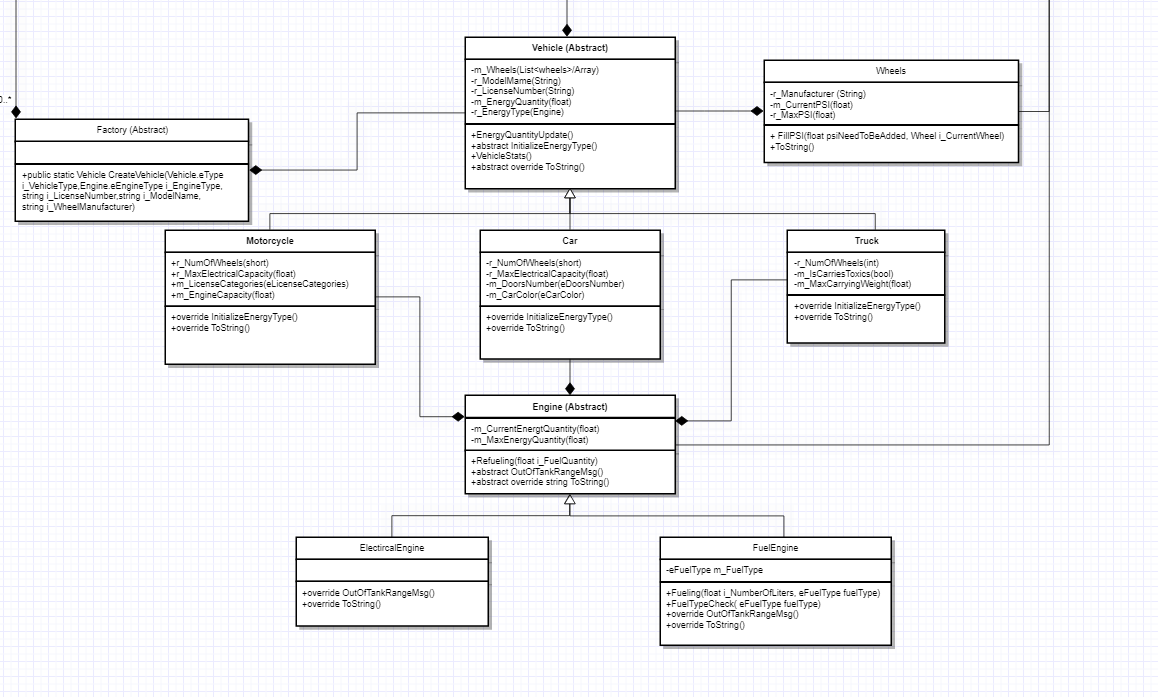 Vehicle (Abstract)
-m_Wheels(List<wheels>/Array)
-r_ModelMame(String)
-r_LicenseNumber(String)
-m_EnergyQuantity(float)
-r_EnergyType(Engine)
+EnergyQuantityUpdate()
+abstract InitializeEnergyType()
+VehicleStats()
+abstract override ToString()
Wheels
-r_Manufacturer (String)
-m_CurrentPSI(float)
-r_MaxPSI(float)
+ FillPSI(float psiNeedToBeAdded, Wheel i_CurrentWheel)
+ToString()
0..*
Factory (Abstract)
+public static Vehicle CreateVehicle(Vehicle.eType
i_VehicleType,Engine.eEngineType i_EngineType,
string i_LicenseNumber,string i_ModelName,
string i_WheelManufacturer)
Motorcycle
+r_NumOfWheels(short)
+r_MaxElectricalCapacity(float)
+m_LicenseCategories(eLicenseCategories)
+m_EngineCapacity(float)
+override InitializeEnergyType()
+override ToString()
Car
-r_NumOfWheels(short)
-r_MaxElectricalCapacity(float)
-m_DoorsNumber(eDoorsNumber)
-m_CarColor(eCarColor)
+override InitializeEnergyType()
+override ToString()
Truck
-r_NumOfWheels(int)
-m_IsCarriesToxics(bool)
-m_MaxCarryingWeight(float)
+override InitializeEnergyType()
+override ToString()
Engine (Abstract)
-m_CurrentEnergtQuantity(float)
-m_MaxEnergyQuantity(float)
+Refueling(float i_FuelQuantity)
+abstract OutOfTankRangeMsg()
+abstract override string ToString()
ElectircalEngine
+override OutOfTankRangeMsg()
+override ToString()
FuelEngine
-eFuelType m_FuelType
+Fueling(float i_NumberOfLiters, eFuelType fuelType)
+FuelTypeCheck( eFuelType fuelType)
+override OutOfTankRangeMsg()
+override ToString()